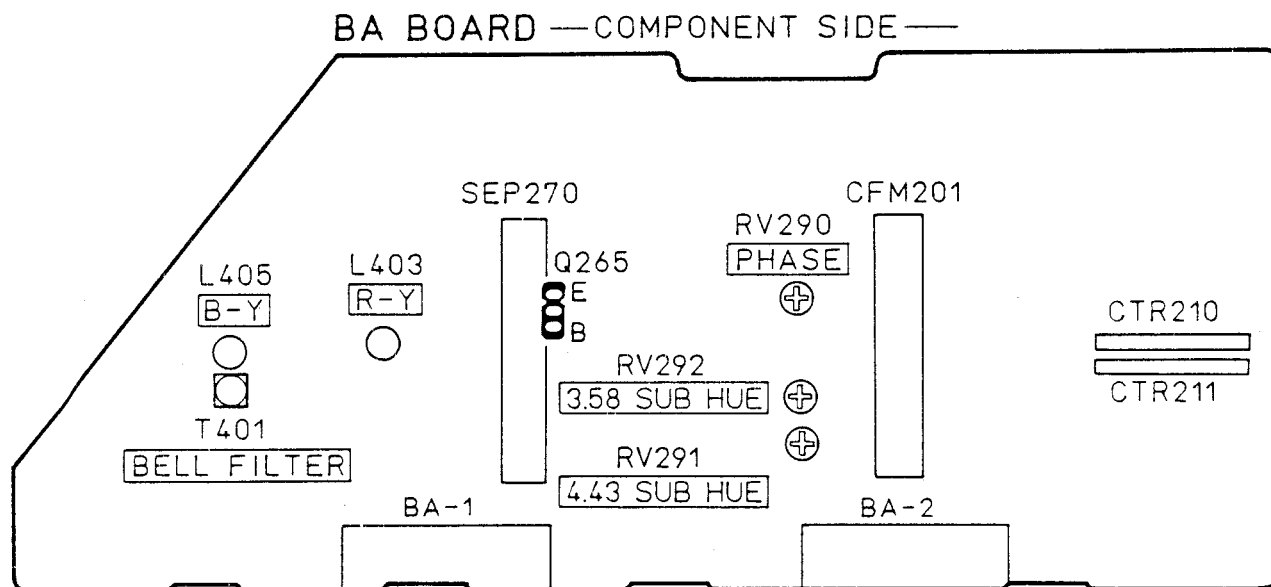 BA BOARD —COMPONENT SIDE—
SEP270
CFM201
RV290
PHASE
Q265
E
B
L405
B-Y
L403
R-Y
CTR210
CTR211
RV292
3.58 SUB HUE
T401
BELL FILTER
RV291
4.43 SUB HUE
BA-1
BA-2